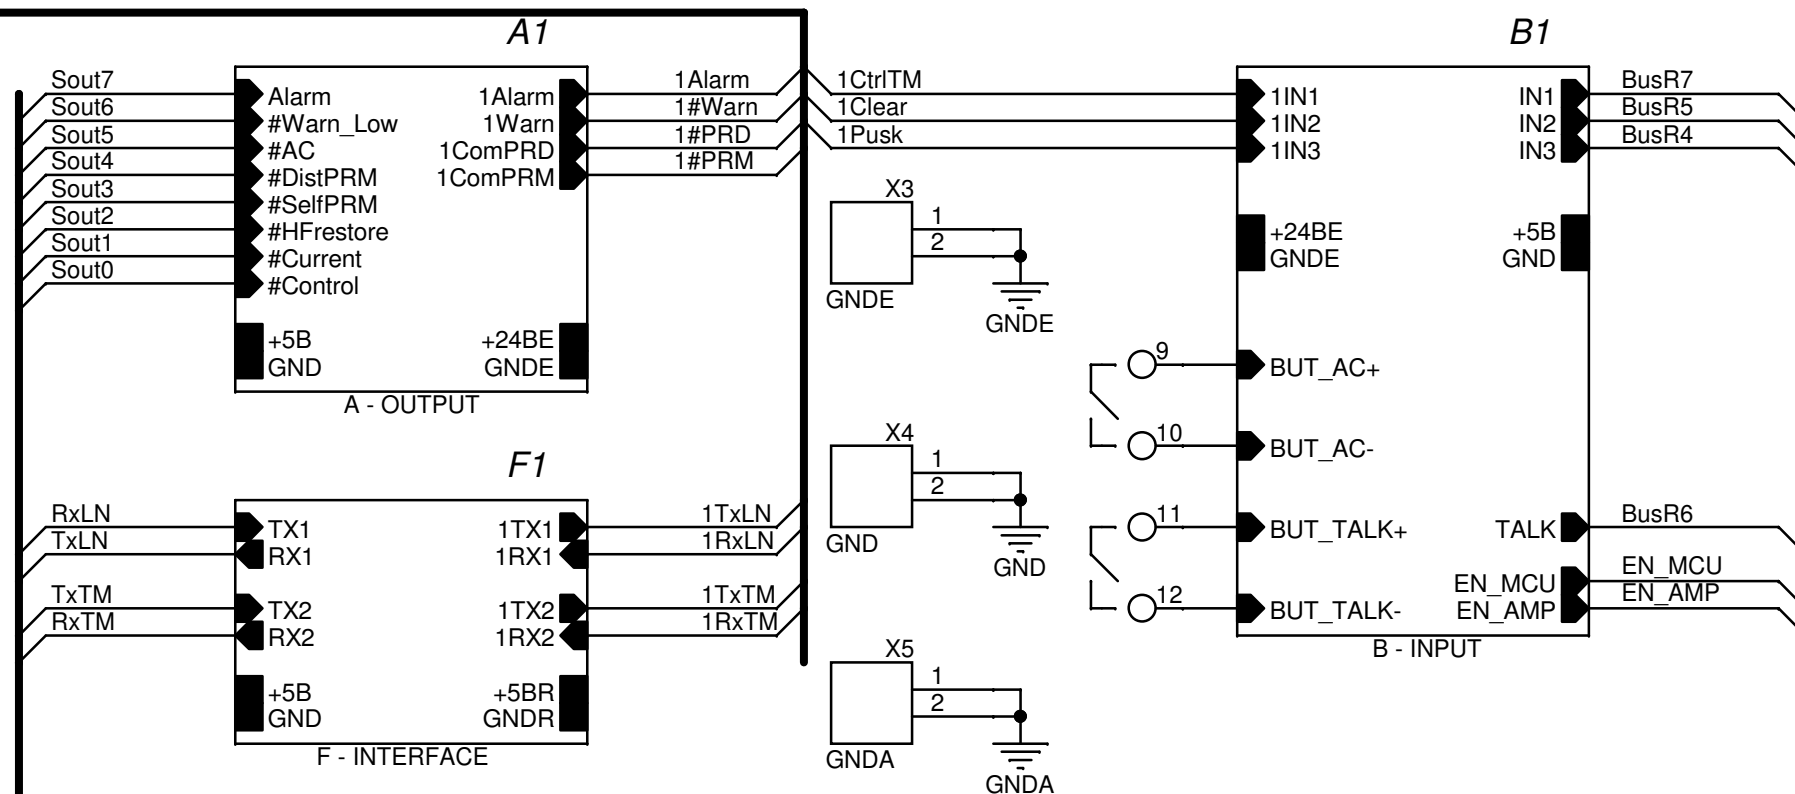 A1
Sout7
Sout6
Sout5
Sout4
Sout3
Sout2
Sout1
Sout0
Alarm
#Warn_Low
#AC
#DistPRM
#SelfPRM
#HFrestore
#Current
#Control
+5B
GND
1Alarm
1Warn
1ComPRD
1ComPRM
+24BE
GNDE
A - OUTPUT
1Alarm
1#Warn
1#PRD
1#PRM
1CtrlTM
1Clear
1Pusk
F1
RxLN
TxLN
TxTM
RxTM
TX1
RX1
TX2
RX2
+5B
GND
1TX1
1RX1
1TX2
1RX2
+5BR
GNDR
F - INTERFACE
1TxLN
1RxLN
1TxTM
1RxTM
X3
1
2
GNDE
GNDE
X4
1
2
GND
GND
X5
1
2
GNDA
GNDA
B1
1IN1
1IN2
1IN3
+24BE
GNDE
9
BUT_AC+
10
BUT_AC-
11
BUT_TALK+
12
BUT_TALK-
IN1
IN2
IN3
+5B
GND
TALK
EN_MCU
EN_AMP
B - INPUT
BusR7
BusR5
BusR4
BusR6
EN_MCU
EN_AMP